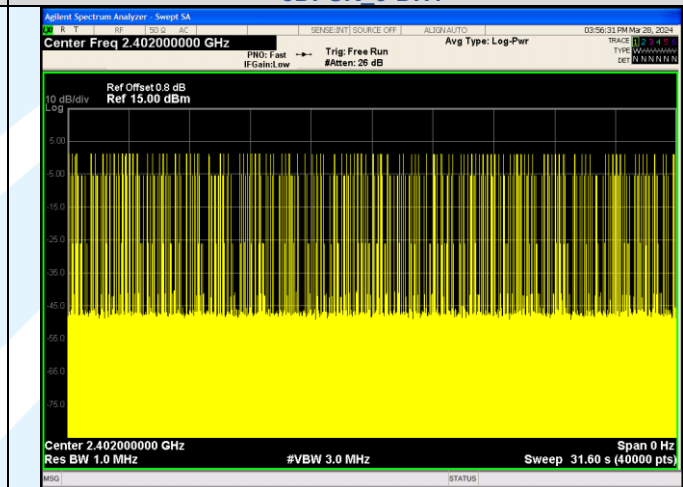 Agilent Spectrum Analyzer - Swept SA
R T RF 50 Ω AC SENSE:INT SOURCE OFF ALIGN AUTO 03:56:31 PM Mar 28, 2024
Center Freq 2.402000000 GHz
PNO: Fast
IFGain:Low
Trig: Free Run
#Atten: 26 dB
Avg Type: Log-Pwr
TRACE 1 2 3 4 5 6
TYPE
DET N N N N N N
Ref Offset 0.8 dB
10 dB/div Ref 15.00 dBm
Log
5.00
-5.00
-15.0
-25.0
-35.0
-45.0
-55.0
-65.0
-75.0
Center 2.402000000 GHz Span 0 Hz
Res BW 1.0 MHz #VBW 3.0 MHz Sweep 31.60 s (40000 pts)
MSG STATUS